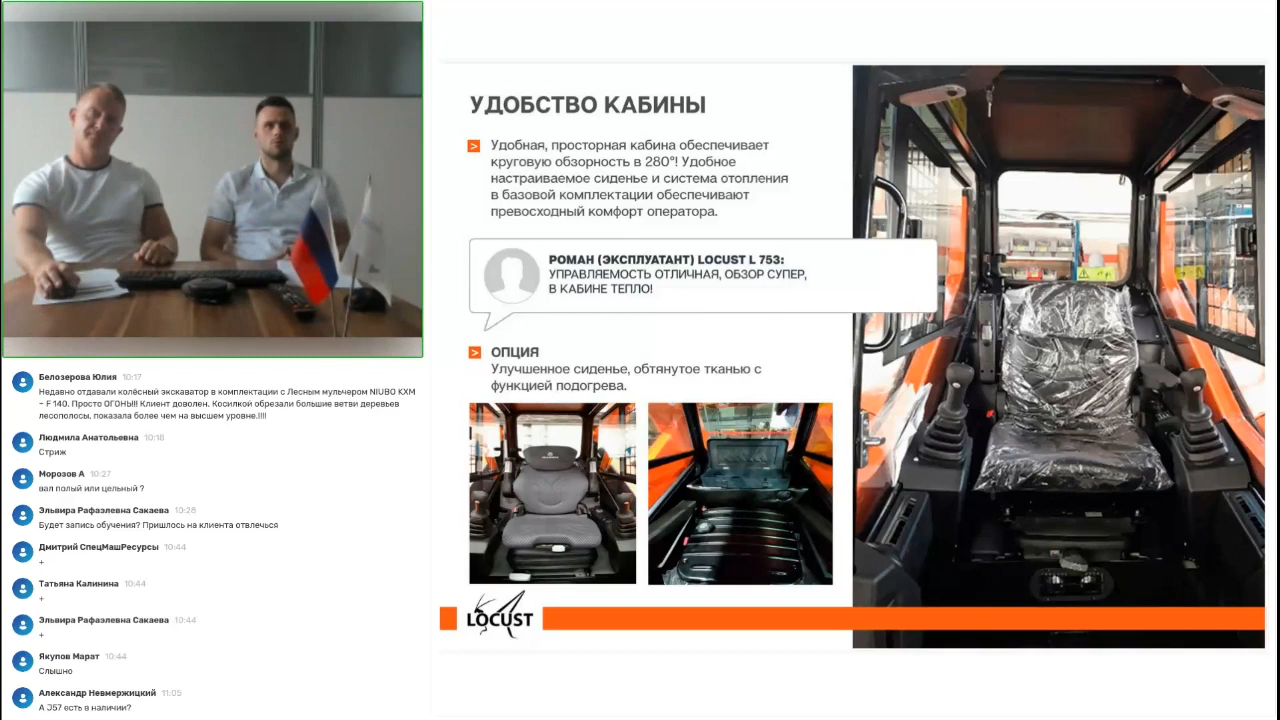 УДОБСТВО КАБИНЫ
Удобная, просторная кабина обеспечивает
круговую обзорность в 280°! Удобное
настраиваемое сиденье и система отопления
в базовой комплектации обеспечивают
превосходный комфорт оператора.
РОМАН (ЭКСПЛУАТАНТ) LOCUST L 753:
УПРАВЛЯЕМОСТЬ ОТЛИЧНАЯ, ОБЗОР СУПЕР,
В КАБИНЕ ТЕПЛО!
ОПЦИЯ
Улучшенное сиденье, обтянутое тканью с
функцией подогрева.
LOCUST
Белозерова Юлия 10:17
Недавно отдавали колёсный экскаватор в комплектации с Лесным мульчером NIUBO KXM
– F 140. Просто ОГОНЬ!!! Клиент доволен. Косилкой обрезали большие ветви деревьев
лесополосы, показала более чем на высшем уровне.!!!!
Людмила Анатольевна 10:18
Стриж
Морозов А 10:27
вал полый или цельный ?
Эльвира Рафаэлевна Сакаева 10:28
Будет запись обучения? Пришлось на клиента отвлечься
Дмитрий СпецМашРесурсы 10:44
+
Татьяна Калинина 10:44
+
Эльвира Рафаэлевна Сакаева 10:44
+
Якупов Марат 10:44
Слышно
Александр Невмержицкий 11:05
А J57 есть в наличии?